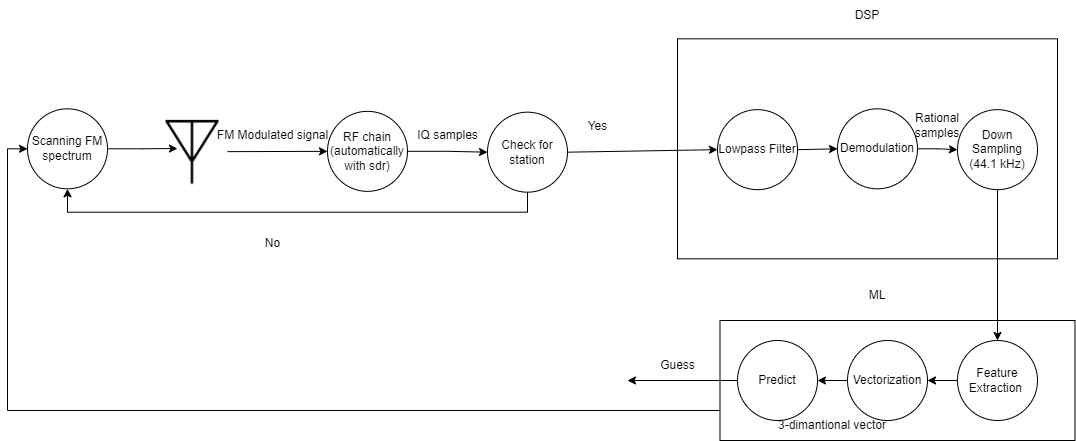 DSP
Scanning FM
spectrum
FM Modulated signal
RF chain
(automatically
with sdr)
IQ samples
Check for
station
Yes
No
Lowpass Filter
Demodulation
Rational
samples
Down
Sampling
(44.1 kHz)
ML
Feature
Extraction
Vectorization
3-dimantional vector
Predict
Guess